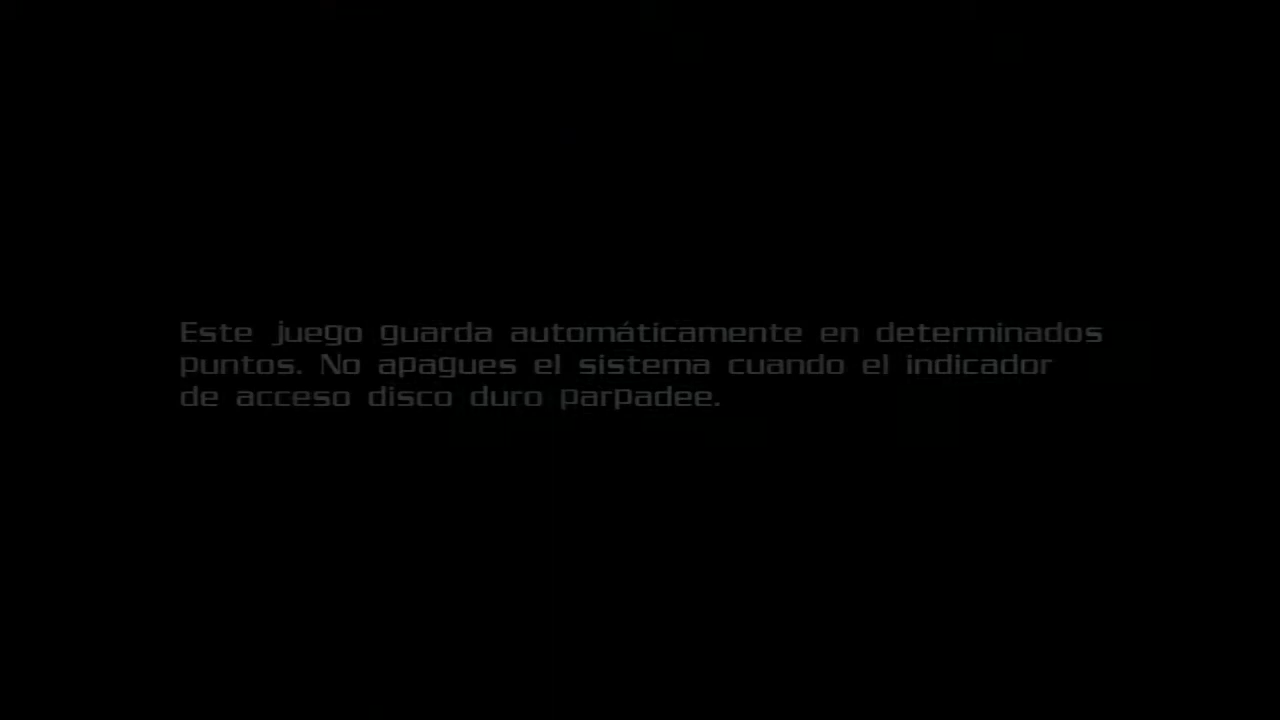 Este juego guarda automáticamente en determinados
puntos. No apagues el sistema cuando el indicador
de acceso disco duro parpadee.